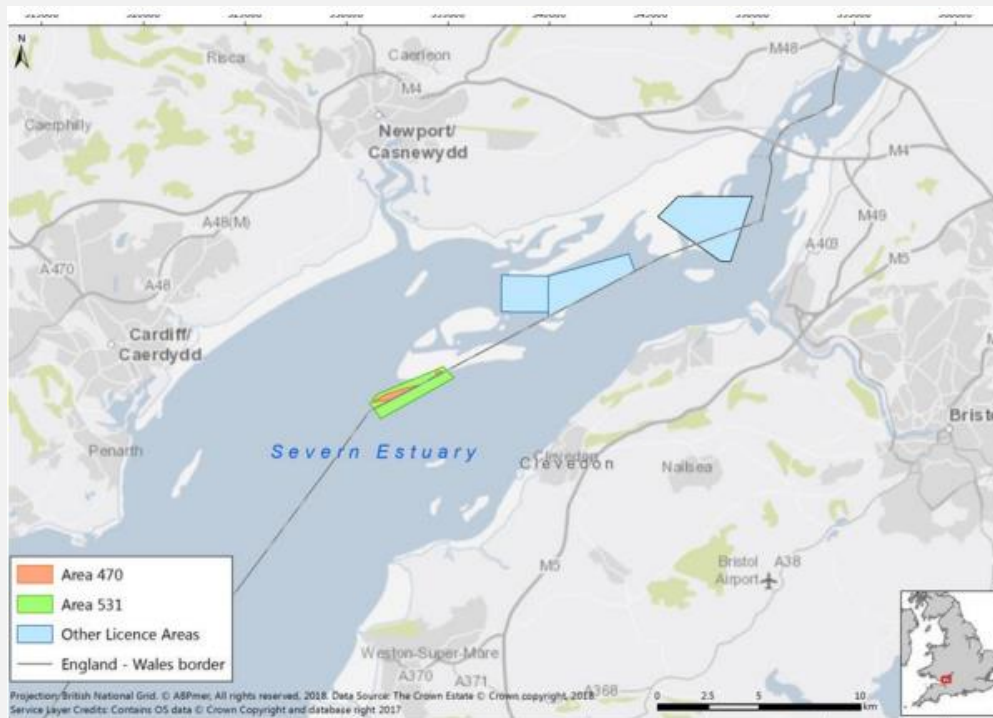 N
Risca
Caerleon
M48
M4
Caerphilly
Newport/
Casnewydd
M4
A48(M)
M49
A403
M5
A470
A48
Cardiff/
Caerdydd
Penarth
Severn Estuary
Clevedon
Clevedon
Nailsea
M5
Bristol
Airport
A38
Weston-Super-Mare
A370
A371
A368
Area 470
Area 531
Other Licence Areas
England - Wales border
0 2.5 5 10
km
Projection: British National Grid. © ABPmer, All rights reserved, 2018. Data Source: The Crown Estate © Crown copyright, 2018
Service Layer Credits: Contains OS data © Crown Copyright and database right 2017